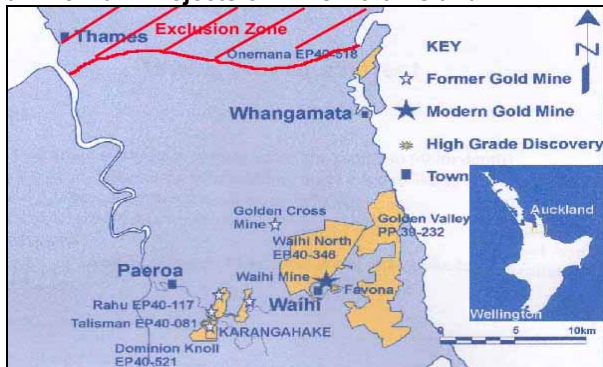 Exclusion Zone
Thames
Onemana EP40-518
KEY
Former Gold Mine
Whangamata
Modern Gold Mine
High Grade Discovery
Town
N
Golden Cross
Mine
Golden Valley
PP 39-232
Waihi North
EP40-346
Auckland
Paeroa
Waihi Mine
Favona
Rahu EP40-117
Waihi
Talisman EP40-081
KARANGAHAKE
Wellington
Dominion Knoll
EP40-521
0 5 10km